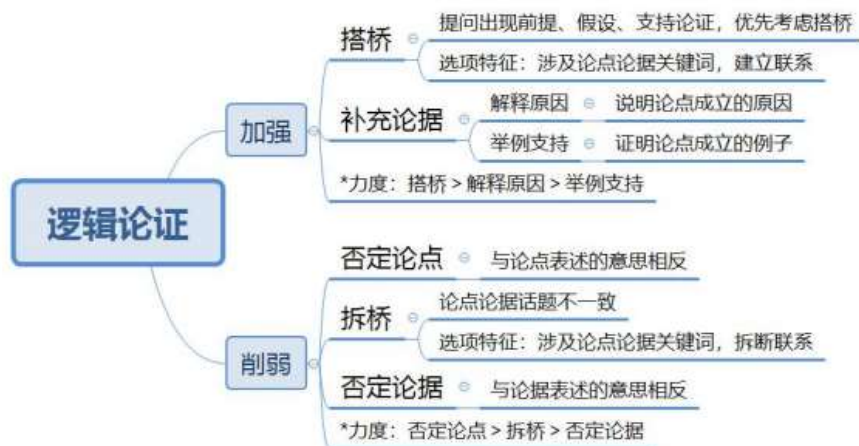 逻辑论证
加强
搭桥
提问出现前提、假设、支持论证，优先考虑搭桥
选项特征：涉及论点论据关键词，建立联系
补充论据
解释原因
说明论点成立的原因
举例支持
证明论点成立的例子
*力度：搭桥 > 解释原因 > 举例支持
削弱
否定论点
与论点表述的意思相反
拆桥
论点论据话题不一致
选项特征：涉及论点论据关键词，拆断联系
否定论据
与论据表述的意思相反
*力度：否定论点 > 拆桥 > 否定论据